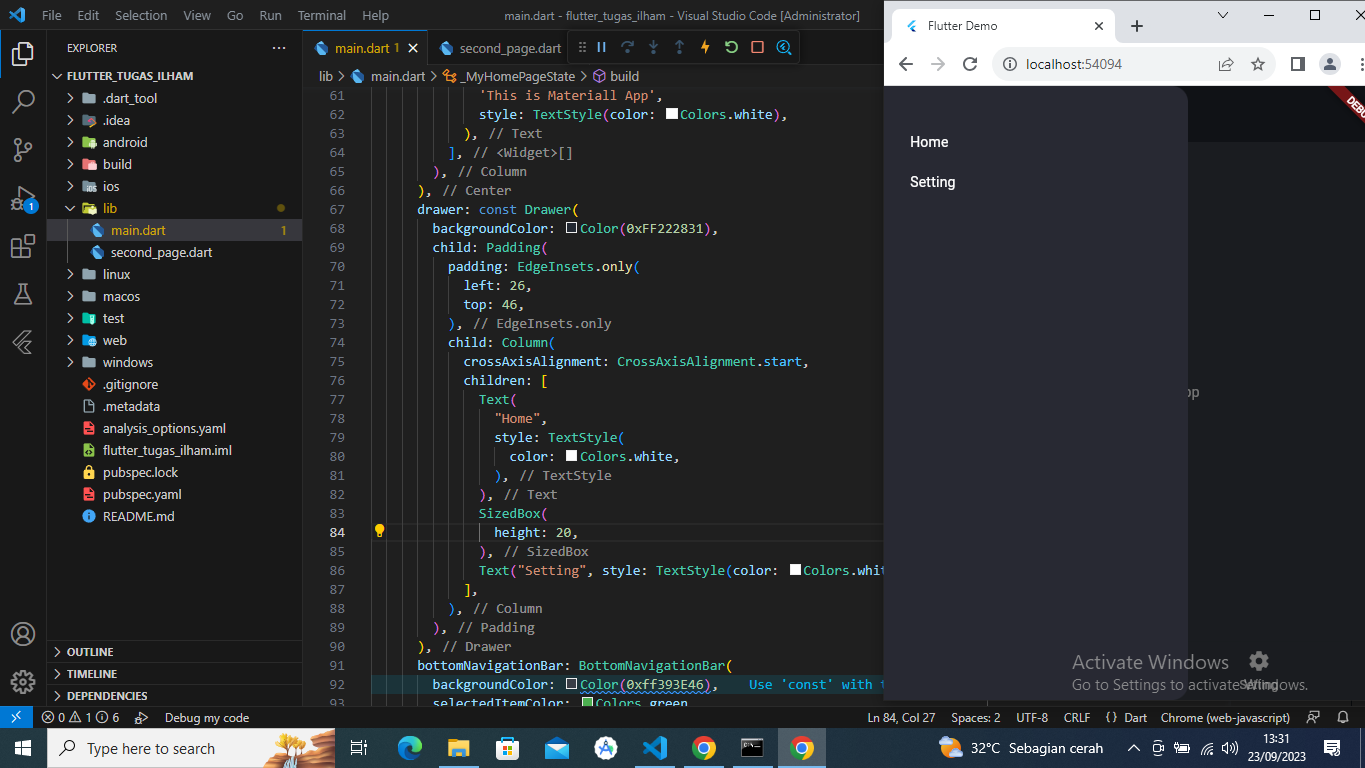 File Edit Selection View Go Run Terminal Help
main.dart - flutter_tugas_ilham - Visual Studio Code [Administrator]
Flutter Demo
localhost:54094
EXPLORER
main.dart 1
second_page.dart
lib > main.dart > _MyHomePageState > build
FLUTTER_TUGAS_ILHAM
.dart_tool
.idea
android
build
ios
lib
main.dart 1
second_page.dart
linux
macos
test
web
windows
.gitignore
.metadata
analysis_options.yaml
flutter_tugas_ilham.iml
pubspec.lock
pubspec.yaml
README.md
OUTLINE
TIMELINE
DEPENDENCIES
1
61 'This is Materiall App',
62 style: TextStyle(color: Colors.white),
63 ), // Text
64 ], // <Widget>[]
65 ), // Column
66 ), // Center
67 drawer: const Drawer(
68 backgroundColor: Color(0xFF222831),
69 child: Padding(
70 padding: EdgeInsets.only(
71 left: 26,
72 top: 46,
73 ), // EdgeInsets.only
74 child: Column(
75 crossAxisAlignment: CrossAxisAlignment.start,
76 children: [
77 Text(
78 "Home",
79 style: TextStyle(
80 color: Colors.white,
81 ), // TextStyle
82 ), // Text
83 SizedBox(
84 height: 20,
85 ), // SizedBox
86 Text("Setting", style: TextStyle(color: Colors.whit
87 ],
88 ), // Column
89 ), // Padding
90 ), // Drawer
91 bottomNavigationBar: BottomNavigationBar(
92 backgroundColor: Color(0xff393E46), Use 'const' with t
93 selectedItemColor: Colors.green
DEBU
Home
Setting
pp
Activate Windows
Go to Settings to activate Windows.
Setting
0 1 6 Debug my code
Ln 84, Col 27 Spaces: 2 UTF-8 CRLF { } Dart Chrome (web-javascript)
Type here to search
32°C Sebagian cerah
13:31
23/09/2023